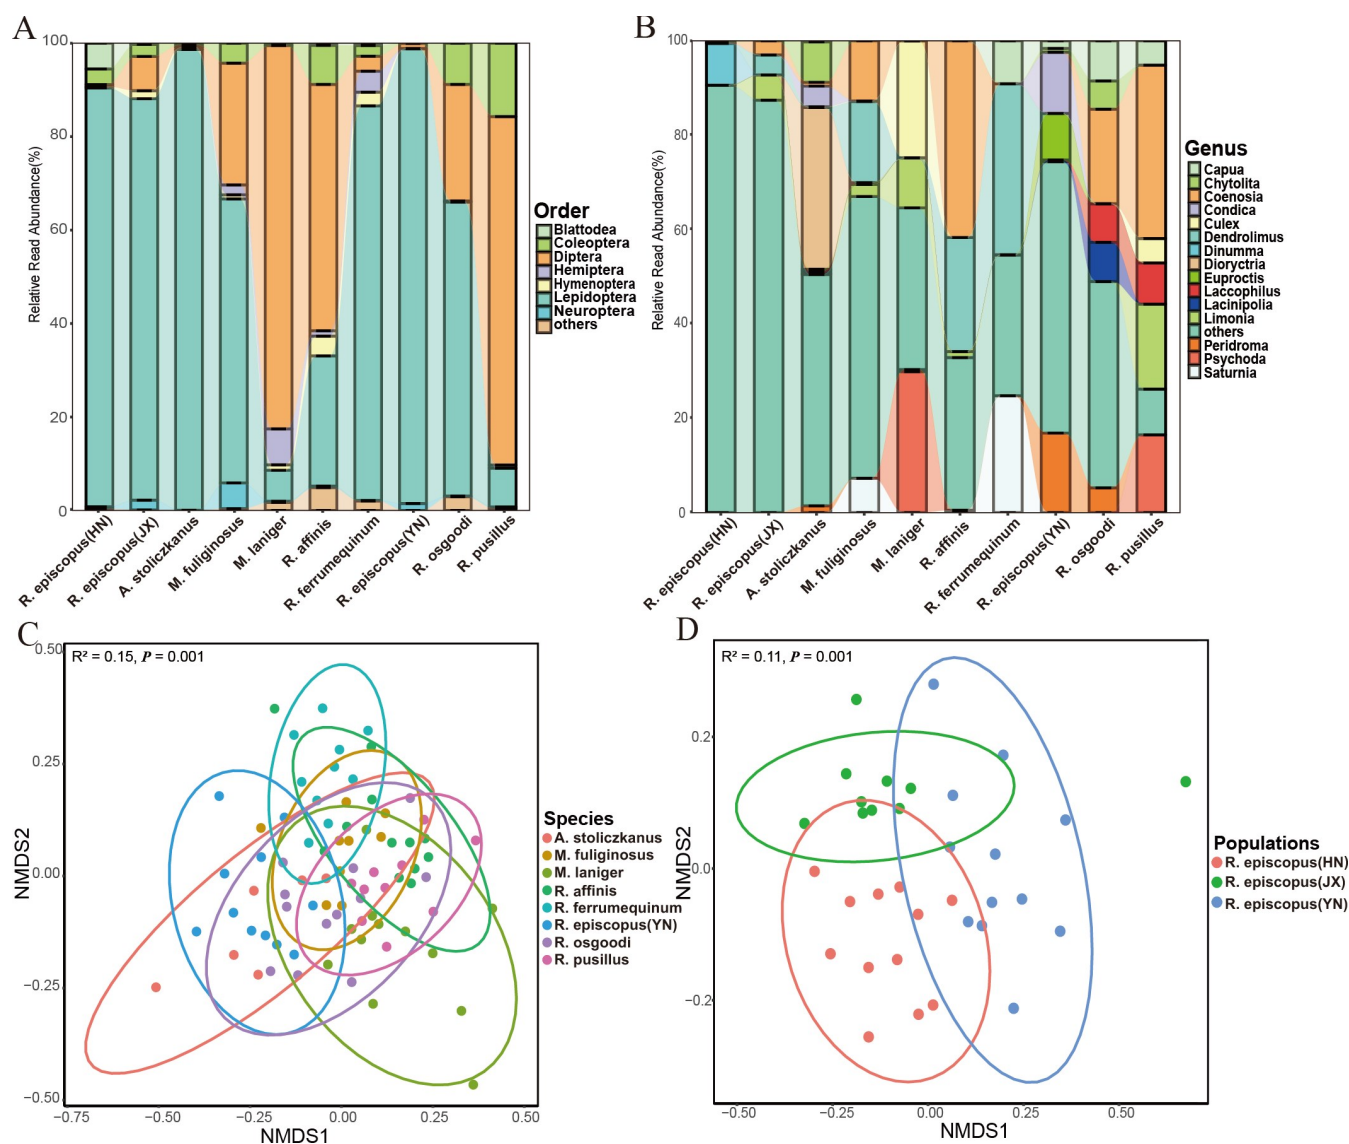 A
B
100
80
60
40
20
0
Relative Read Abundance(%)
R. episcopus(HN)
R. episcopus(JX)
A. stoliczkanus
M. fuliginosus
M. laniger
R. affinis
R. ferrumequinum
R. episcopus(YN)
R. osgoodi
R. pusillus
Order
Blattodea
Coleoptera
Diptera
Hemiptera
Hymenoptera
Lepidoptera
Neuroptera
others
100
80
60
40
20
0
Relative Read Abundance(%)
R. episcopus(HN)
R. episcopus(JX)
A. stoliczkanus
M. fuliginosus
M. laniger
R. affinis
R. ferrumequinum
R. episcopus(YN)
R. osgoodi
R. pusillus
Genus
Capua
Chytolita
Coenosia
Condica
Culex
Dendrolimus
Dinumma
Dioryctria
Euproctis
Laccophilus
Lacinipolia
Limonia
others
Peridroma
Psychoda
Saturnia
C
R² = 0.15, P = 0.001
0.50
0.25
0.00
−0.25
−0.50
NMDS2
−0.75
−0.50
−0.25
0.00
0.25
0.50
NMDS1
Species
A. stoliczkanus
M. fuliginosus
M. laniger
R. affinis
R. ferrumequinum
R. episcopus(YN)
R. osgoodi
R. pusillus
D
R² = 0.11, P = 0.001
0.2
0.0
−0.2
NMDS2
−0.50
−0.25
0.00
0.25
0.50
NMDS1
Populations
R. episcopus(HN)
R. episcopus(JX)
R. episcopus(YN)